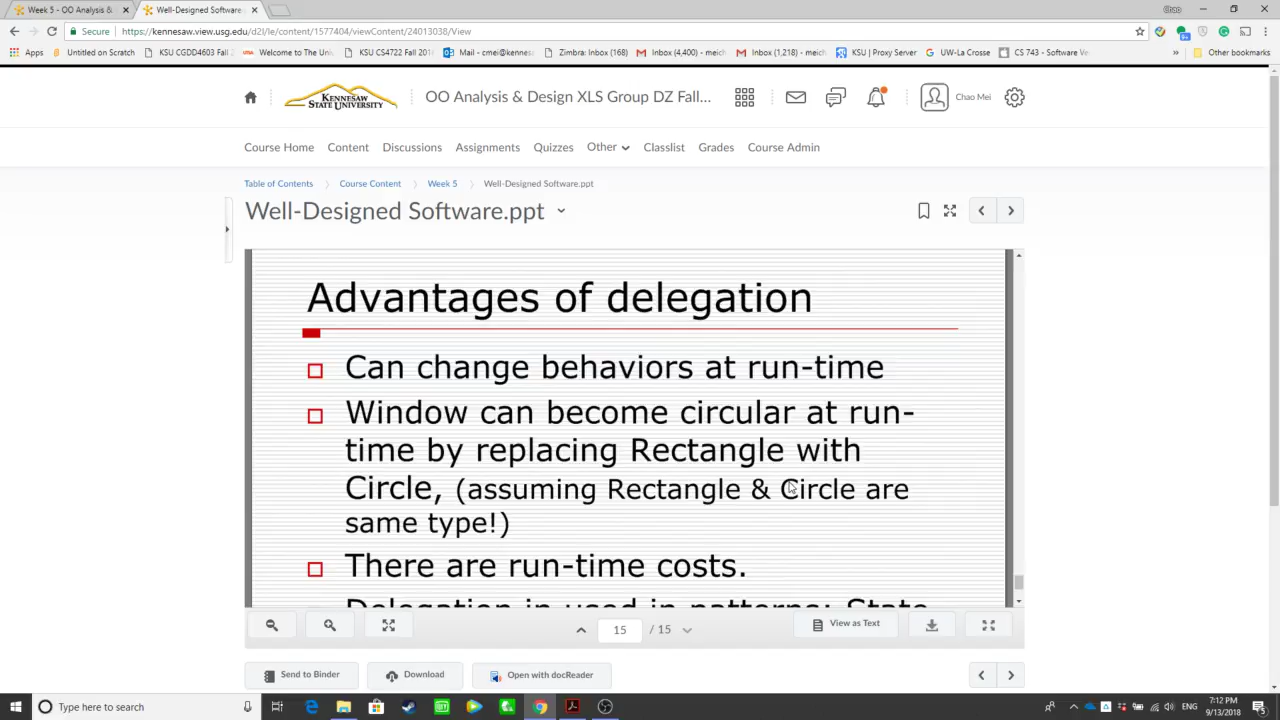 Week 5 - OO Analysis &
Well-Designed Software
Secure https://kennesaw.view.usg.edu/d2l/le/content/1577404/viewContent/24013038/View
Apps Untitled on Scratch KSU CGDD4603 Fall 2 Welcome to The Uni KSU CS4722 Fall 201 Mail - cmei@kennes Zimbra: Inbox (168) Inbox (4,400) - meich Inbox (1,218) - meich KSU | Proxy Server UW-La Crosse CS 743 - Software Ve » Other bookmarks
KENNESAW
STATE UNIVERSITY
OO Analysis & Design XLS Group DZ Fall...
Chao Mei
Course Home Content Discussions Assignments Quizzes Other Classlist Grades Course Admin
Table of Contents Course Content Week 5 Well-Designed Software.ppt
Well-Designed Software.ppt
Advantages of delegation
Can change behaviors at run-time
Window can become circular at run-
time by replacing Rectangle with
Circle, (assuming Rectangle & Circle are
same type!)
There are run-time costs.
Delegation in used in patterns: State
15 / 15 View as Text
Send to Binder Download Open with docReader
Type here to search
ENG
7:12 PM
9/13/2018